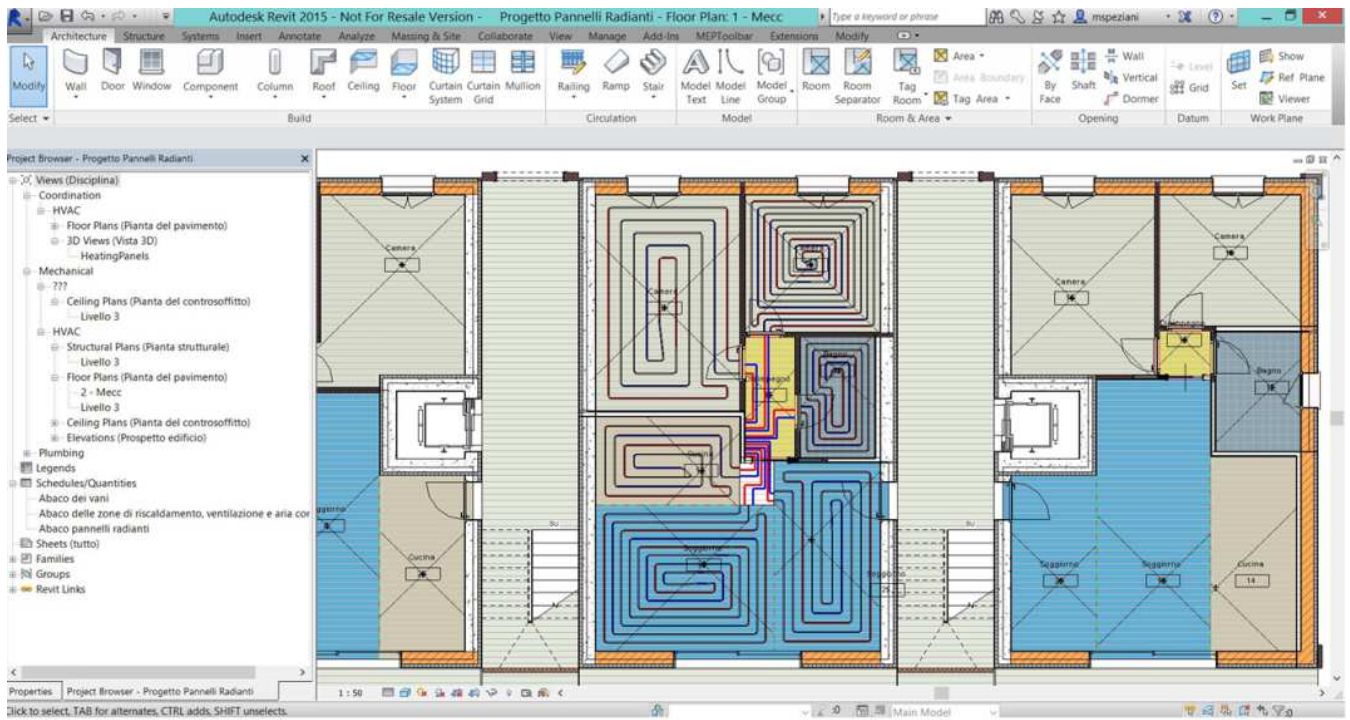 Autodesk Revit 2015 - Not For Resale Version - Progetto Pannelli Radianti - Floor Plan: 1 - Mecc
Type a keyword or phrase
mspeziani
Architecture Structure Systems Insert Annotate Analyze Massing & Site Collaborate View Manage Add-Ins MEPToolbar Extensions Modify
Modify
Wall
Door
Window
Component
Column
Roof
Ceiling
Floor
Curtain System
Curtain Grid
Mullion
Railing
Ramp
Stair
Model Text
Model Line
Model Group
Room
Room Separator
Tag Room
Area
Area Boundary
Tag Area
By Face
Shaft
Wall
Vertical
Dormer
Level
Grid
Set
Show
Ref Plane
Viewer
Select
Build
Circulation
Model
Room & Area
Opening
Datum
Work Plane
Project Browser - Progetto Pannelli Radianti
Views (Disciplina)
Coordination
HVAC
Floor Plans (Pianta del pavimento)
3D Views (Vista 3D)
HeatingPanels
Mechanical
???
Ceiling Plans (Pianta del controsoffitto)
Livello 3
HVAC
Structural Plans (Pianta strutturale)
Livello 3
Floor Plans (Pianta del pavimento)
2 - Mecc
Livello 3
Ceiling Plans (Pianta del controsoffitto)
Elevations (Prospetto edificio)
Plumbing
Legends
Schedules/Quantities
Abaco dei vani
Abaco delle zone di riscaldamento, ventilazione e aria cor
Abaco pannelli radianti
Sheets (tutto)
Families
Groups
Revit Links
Camera
Camera
Camera
Camera
Bagno
Bagno
Cucina
Cucina
Cucina
14
Soggiorno
Soggiorno
Soggiorno
Properties
Project Browser - Progetto Pannelli Radianti
1 : 50
Click to select, TAB for alternates, CTRL adds, SHIFT unselects.
:0
Main Model
:0